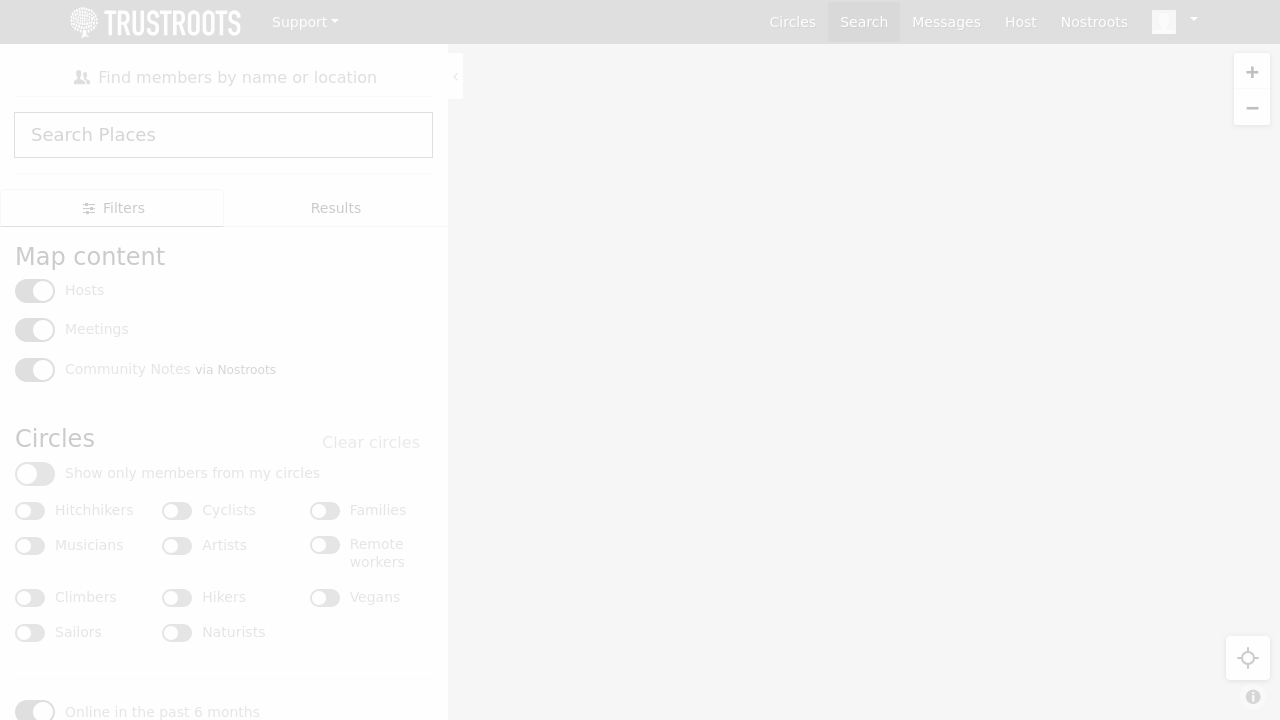 TRUSTROOTS Support Circles Search Messages Host Nostroots
Find members by name or location
Search Places
Filters Results
Map content
Hosts
Meetings
Community Notes via Nostroots
Circles Clear circles
Show only members from my circles
Hitchhikers Cyclists Families
Musicians Artists Remote
workers
Climbers Hikers Vegans
Sailors Naturists
Online in the past 6 months